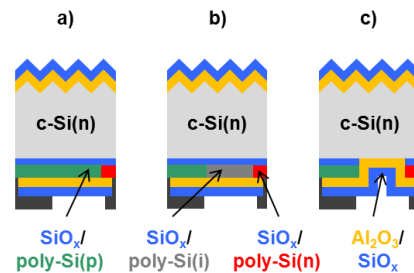 a)
b)
c)
c-Si(n)
c-Si(n)
c-Si(n)
SiOₓ/
poly-Si(p)
SiOₓ/
poly-Si(i)
SiOₓ/
poly-Si(n)
Al₂O₃/
SiOₓ